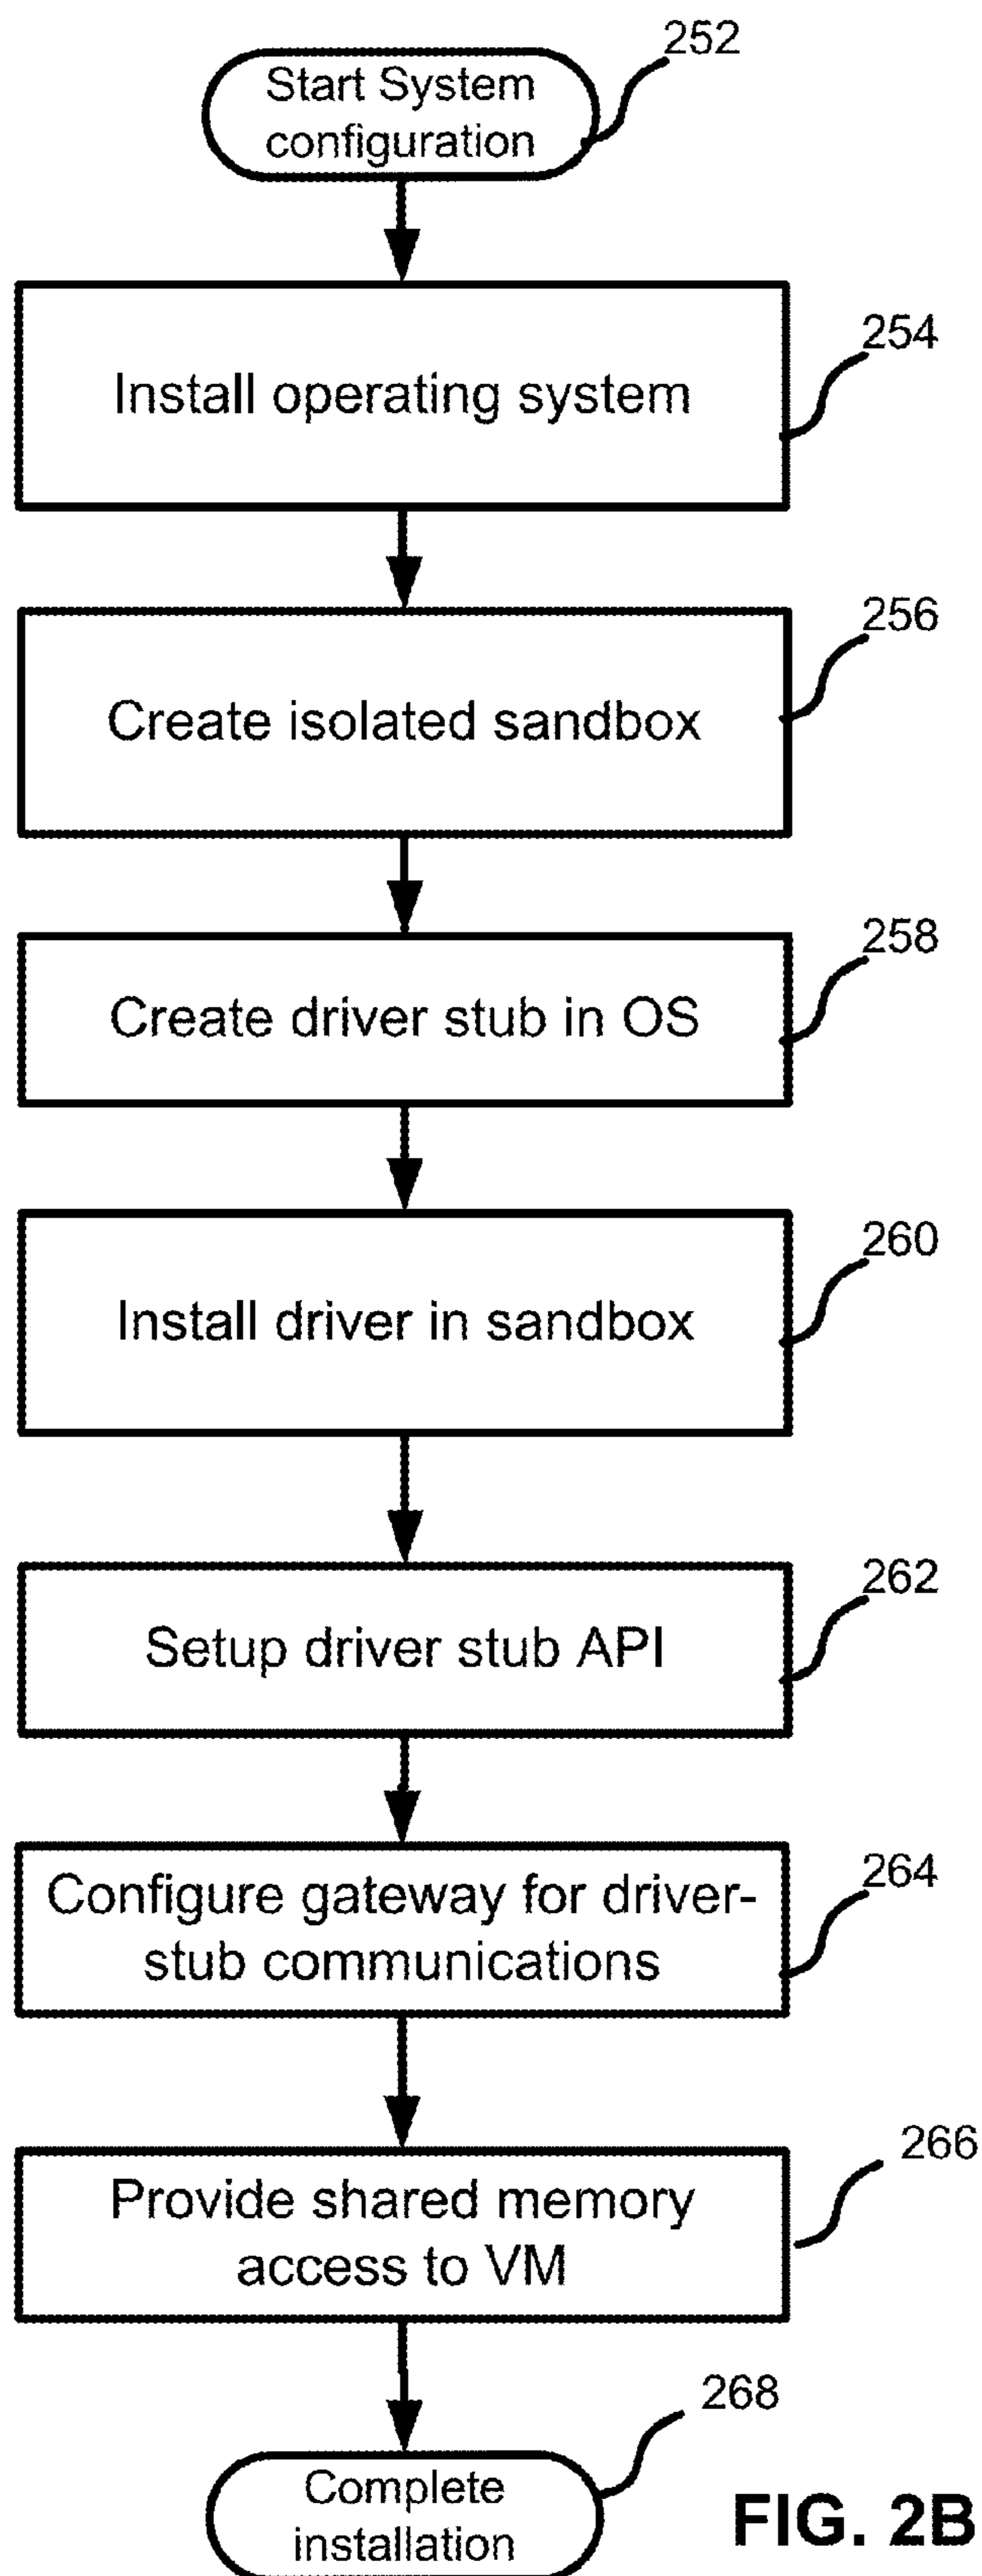 252
Start System
configuration
254
Install operating system
256
Create isolated sandbox
258
Create driver stub in OS
260
Install driver in sandbox
262
Setup driver stub API
264
Configure gateway for driver-
stub communications
266
Provide shared memory
access to VM
268
Complete
installation
FIG. 2B